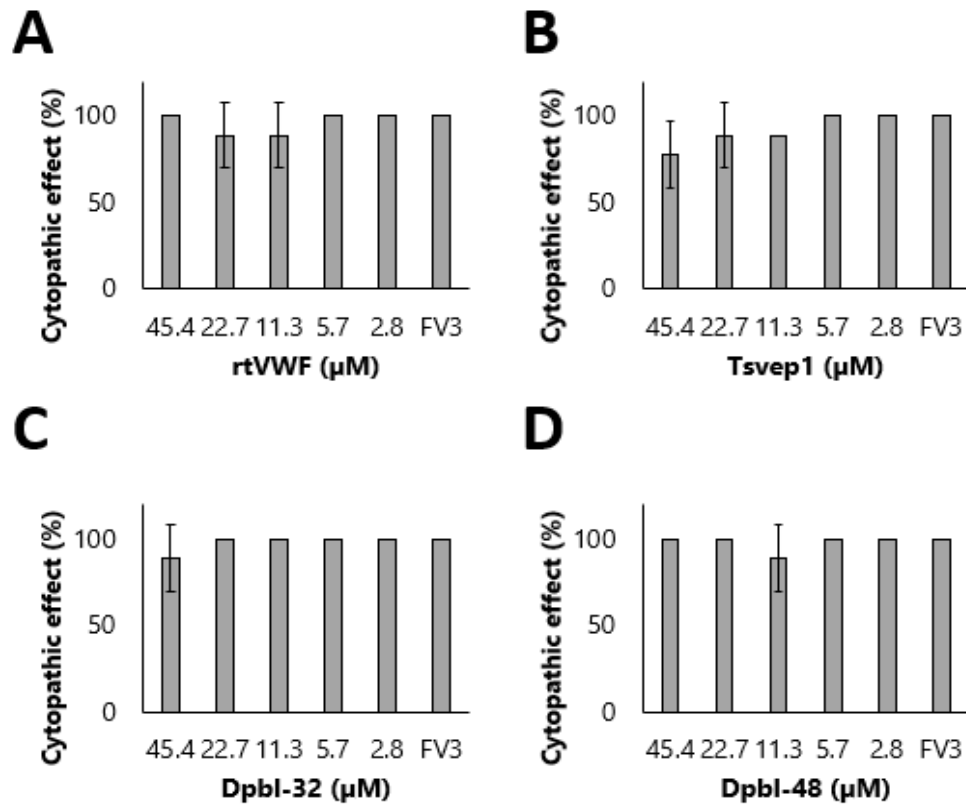 A
Cytopathic effect (%)
100
50
0
45.4 22.7 11.3 5.7 2.8 FV3
rtVWF (µM)
B
Cytopathic effect (%)
100
50
0
45.4 22.7 11.3 5.7 2.8 FV3
Tsvep1 (µM)
C
Cytopathic effect (%)
100
50
0
45.4 22.7 11.3 5.7 2.8 FV3
Dpbl-32 (µM)
D
Cytopathic effect (%)
100
50
0
45.4 22.7 11.3 5.7 2.8 FV3
Dpbl-48 (µM)